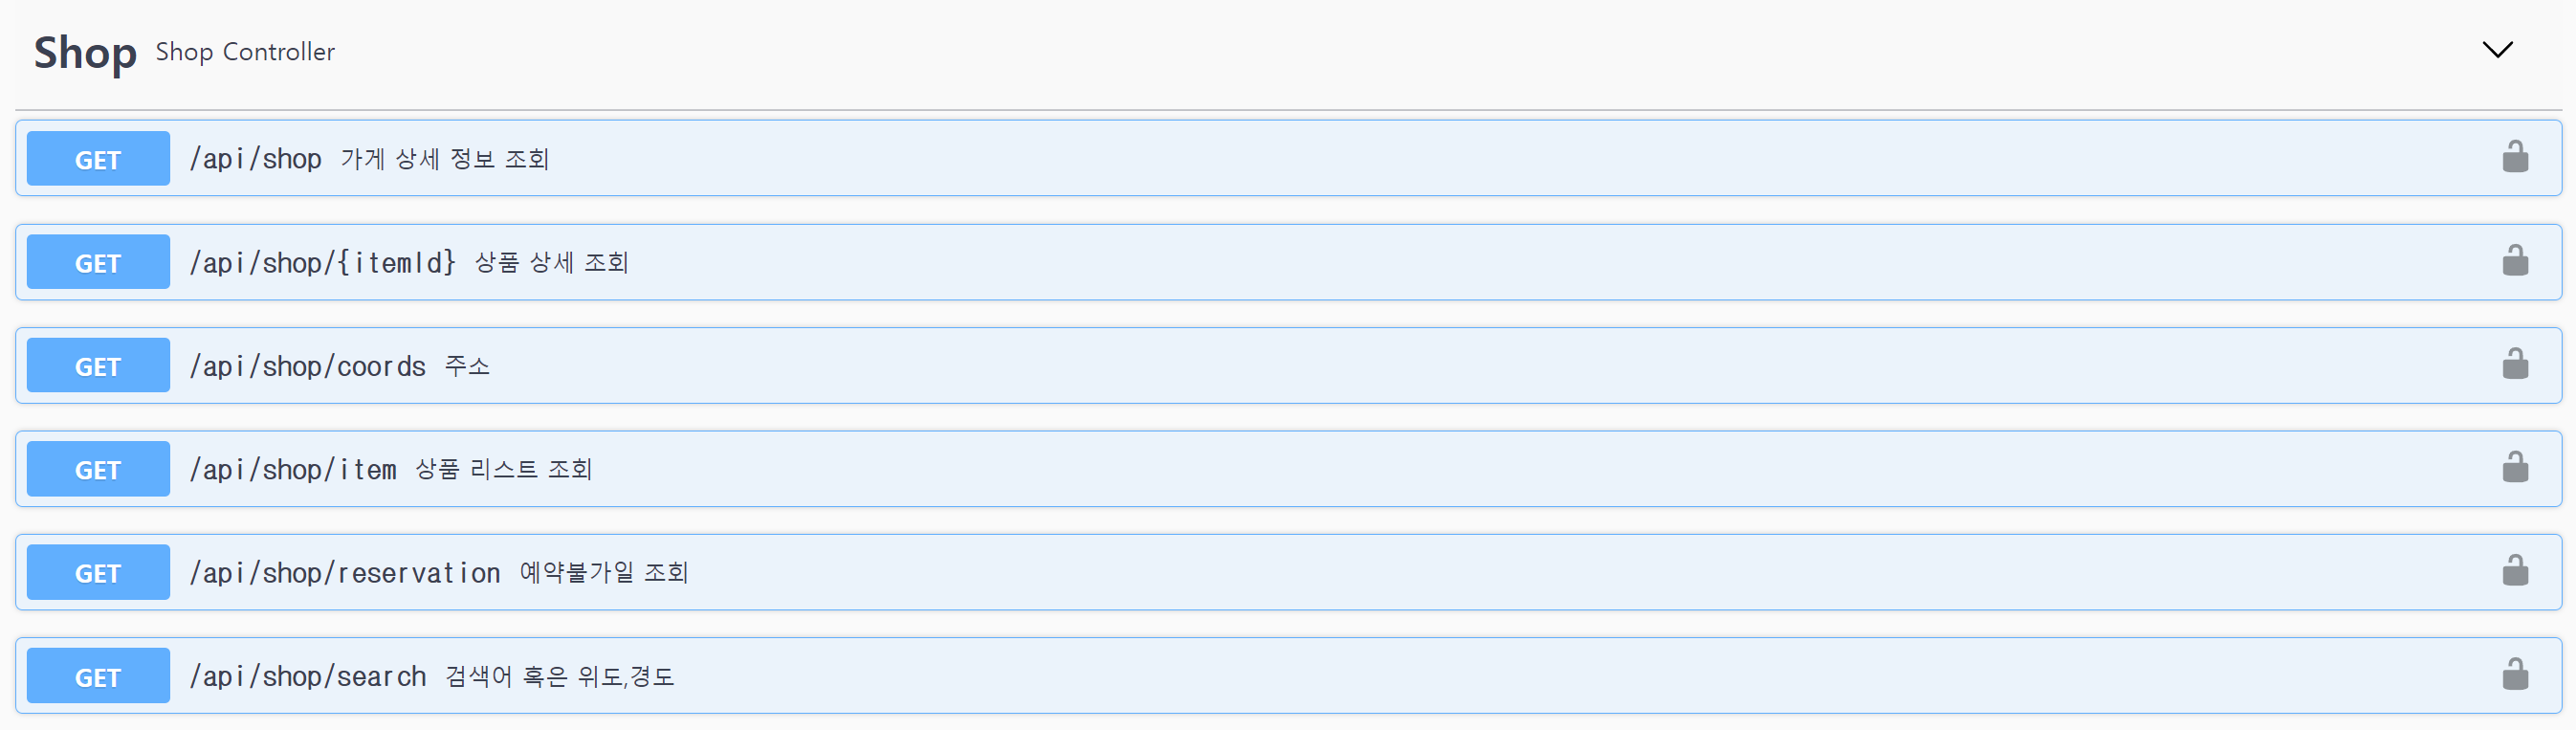 Shop Shop Controller
GET /api/shop 가게 상세 정보 조회
GET /api/shop/{itemId} 상품 상세 조회
GET /api/shop/coords 주소
GET /api/shop/item 상품 리스트 조회
GET /api/shop/reservation 예약불가일 조회
GET /api/shop/search 검색어 혹은 위도,경도